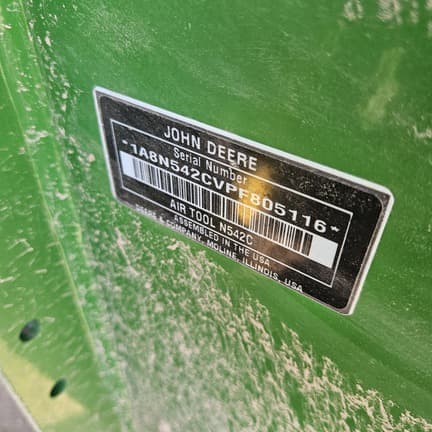 JOHN DEERE
Serial Number
*1A8N542CVPF805116*
AIR TOOL N542C
ASSEMBLED IN THE USA
DEERE & COMPANY, MOLINE, ILLINOIS, USA